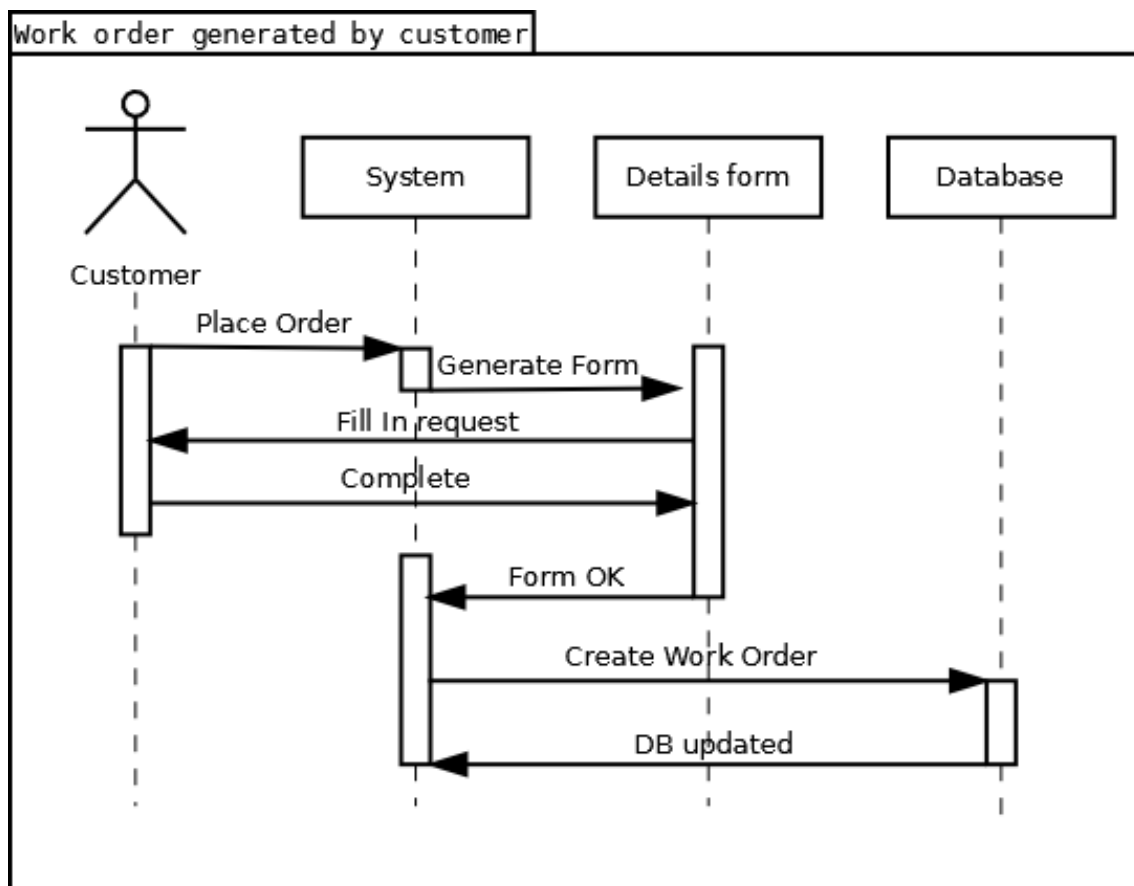 Work order generated by customer
System
Details form
Database
Customer
Place Order
Generate Form
Fill In request
Complete
Form OK
Create Work Order
DB updated